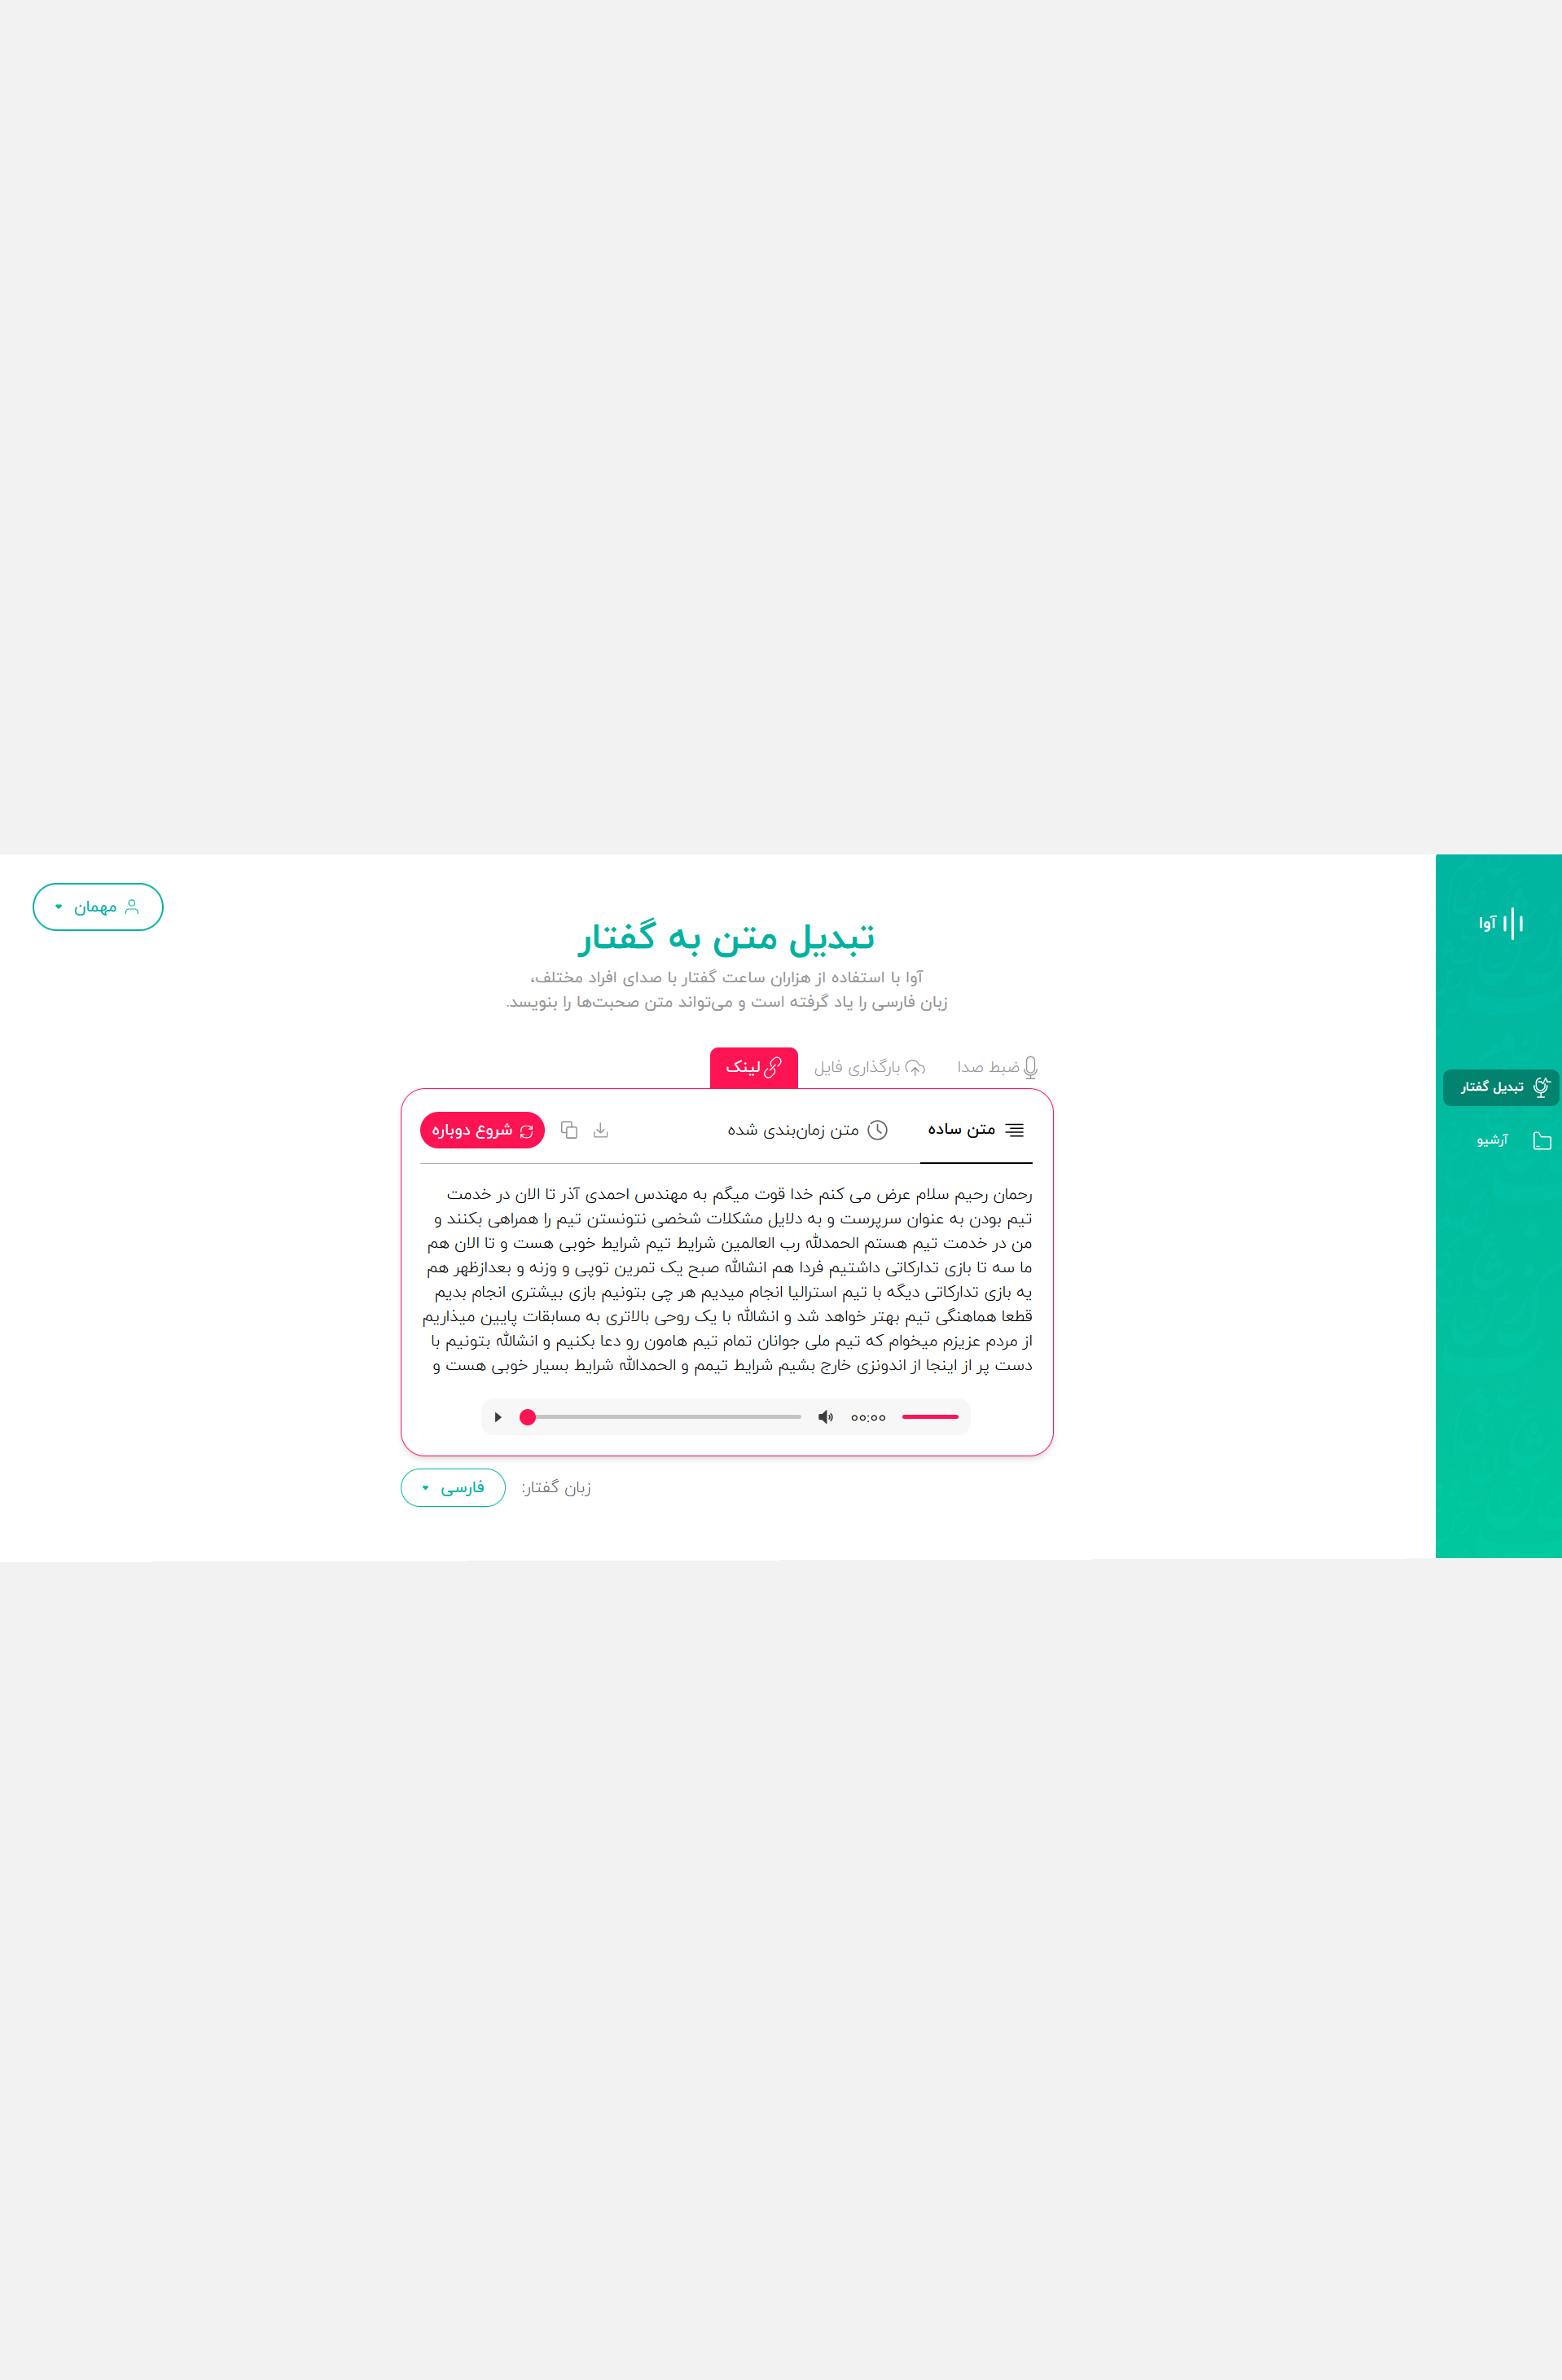 آوا
تبدیل گفتار
آرشیو
مهمان
تبدیل متن به گفتار
آوا با استفاده از هزاران ساعت گفتار با صدای افراد مختلف،
زبان فارسی را یاد گرفته است و می‌تواند متن صحبت‌ها را بنویسد.
ضبط صدا
بارگذاری فایل
لینک
متن ساده
متن زمان‌بندی شده
شروع دوباره
رحمان رحیم سلام عرض می کنم خدا قوت میگم به مهندس احمدی آذر تا الان در خدمت
تیم بودن به عنوان سرپرست و به دلایل مشکلات شخصی نتونستن تیم را همراهی بکنند و
من در خدمت تیم هستم الحمدلله رب العالمین شرایط تیم شرایط خوبی هست و تا الان هم
ما سه تا بازی تدارکاتی داشتیم فردا هم انشالله صبح یک تمرین توپی و وزنه و بعدازظهر هم
یه بازی تدارکاتی دیگه با تیم استرالیا انجام میدیم هر چی بتونیم بازی بیشتری انجام بدیم
قطعا هماهنگی تیم بهتر خواهد شد و انشالله با یک روحی بالاتری به مسابقات پایین میذاریم
از مردم عزیزم میخوام که تیم ملی جوانان تمام تیم هامون رو دعا بکنیم و انشالله بتونیم با
دست پر از اینجا از اندونزی خارج بشیم شرایط تیمم و الحمدالله شرایط بسیار خوبی هست و
۰۰:۰۰
زبان گفتار:
فارسی